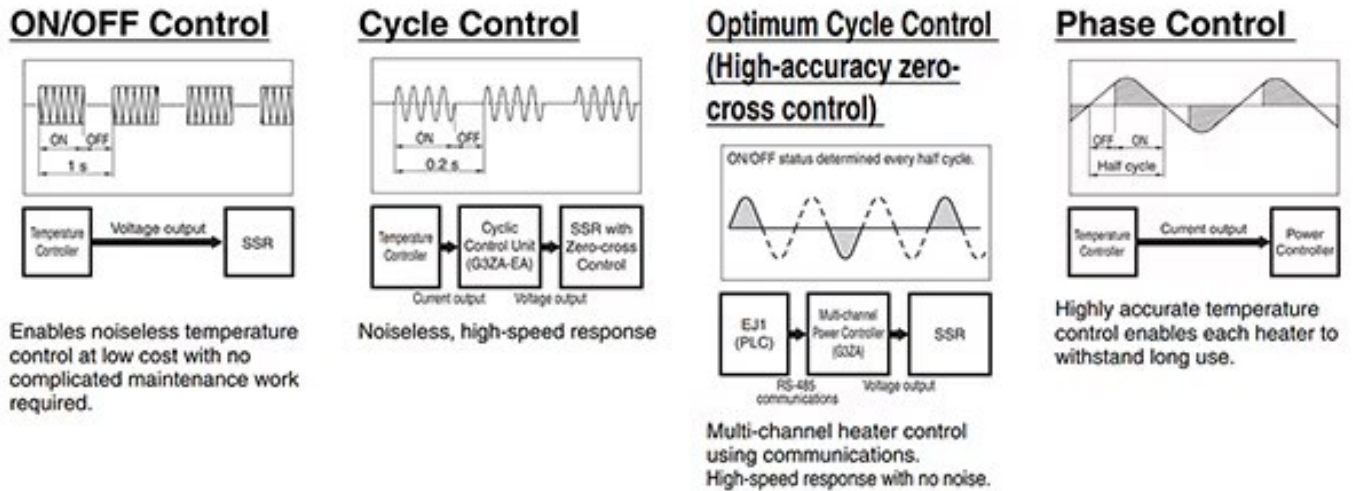 ON/OFF Control
ON
OFF
1 s
Temperature
Controller
Voltage output
SSR
Enables noiseless temperature
control at low cost with no
complicated maintenance work
required.
Cycle Control
ON
OFF
0.2 s
Temperature
Controller
Cyclic
Control Unit
(G3ZA-EA)
SSR with
Zero-cross
Control
Current output
Voltage output
Noiseless, high-speed response
Optimum Cycle Control
(High-accuracy zero-
cross control)
ON/OFF status determined every half cycle.
EJ1
(PLC)
Multi-channel
Power Controller
(G3ZA)
SSR
RS-485
communications
Voltage output
Multi-channel heater control
using communications.
High-speed response with no noise.
Phase Control
OFF
ON
Half cycle
Temperature
Controller
Current output
Power
Controller
Highly accurate temperature
control enables each heater to
withstand long use.